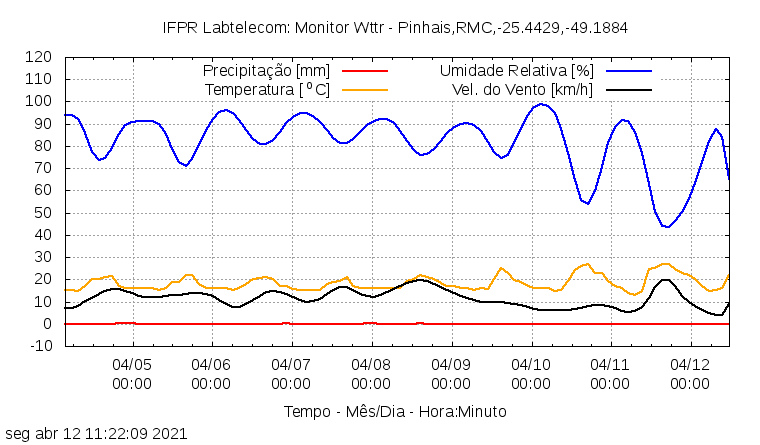 IFPR Labtelecom: Monitor Wttr - Pinhais,RMC,-25.4429,-49.1884
Precipitação [mm]
Temperatura [ ⁰C]
Umidade Relativa [%]
Vel. do Vento [km/h]
120
110
100
90
80
70
60
50
40
30
20
10
0
-10
04/05 04/06 04/07 04/08 04/09 04/10 04/11 04/12
00:00 00:00 00:00 00:00 00:00 00:00 00:00 00:00
Tempo - Mês/Dia - Hora:Minuto
seg abr 12 11:22:09 2021